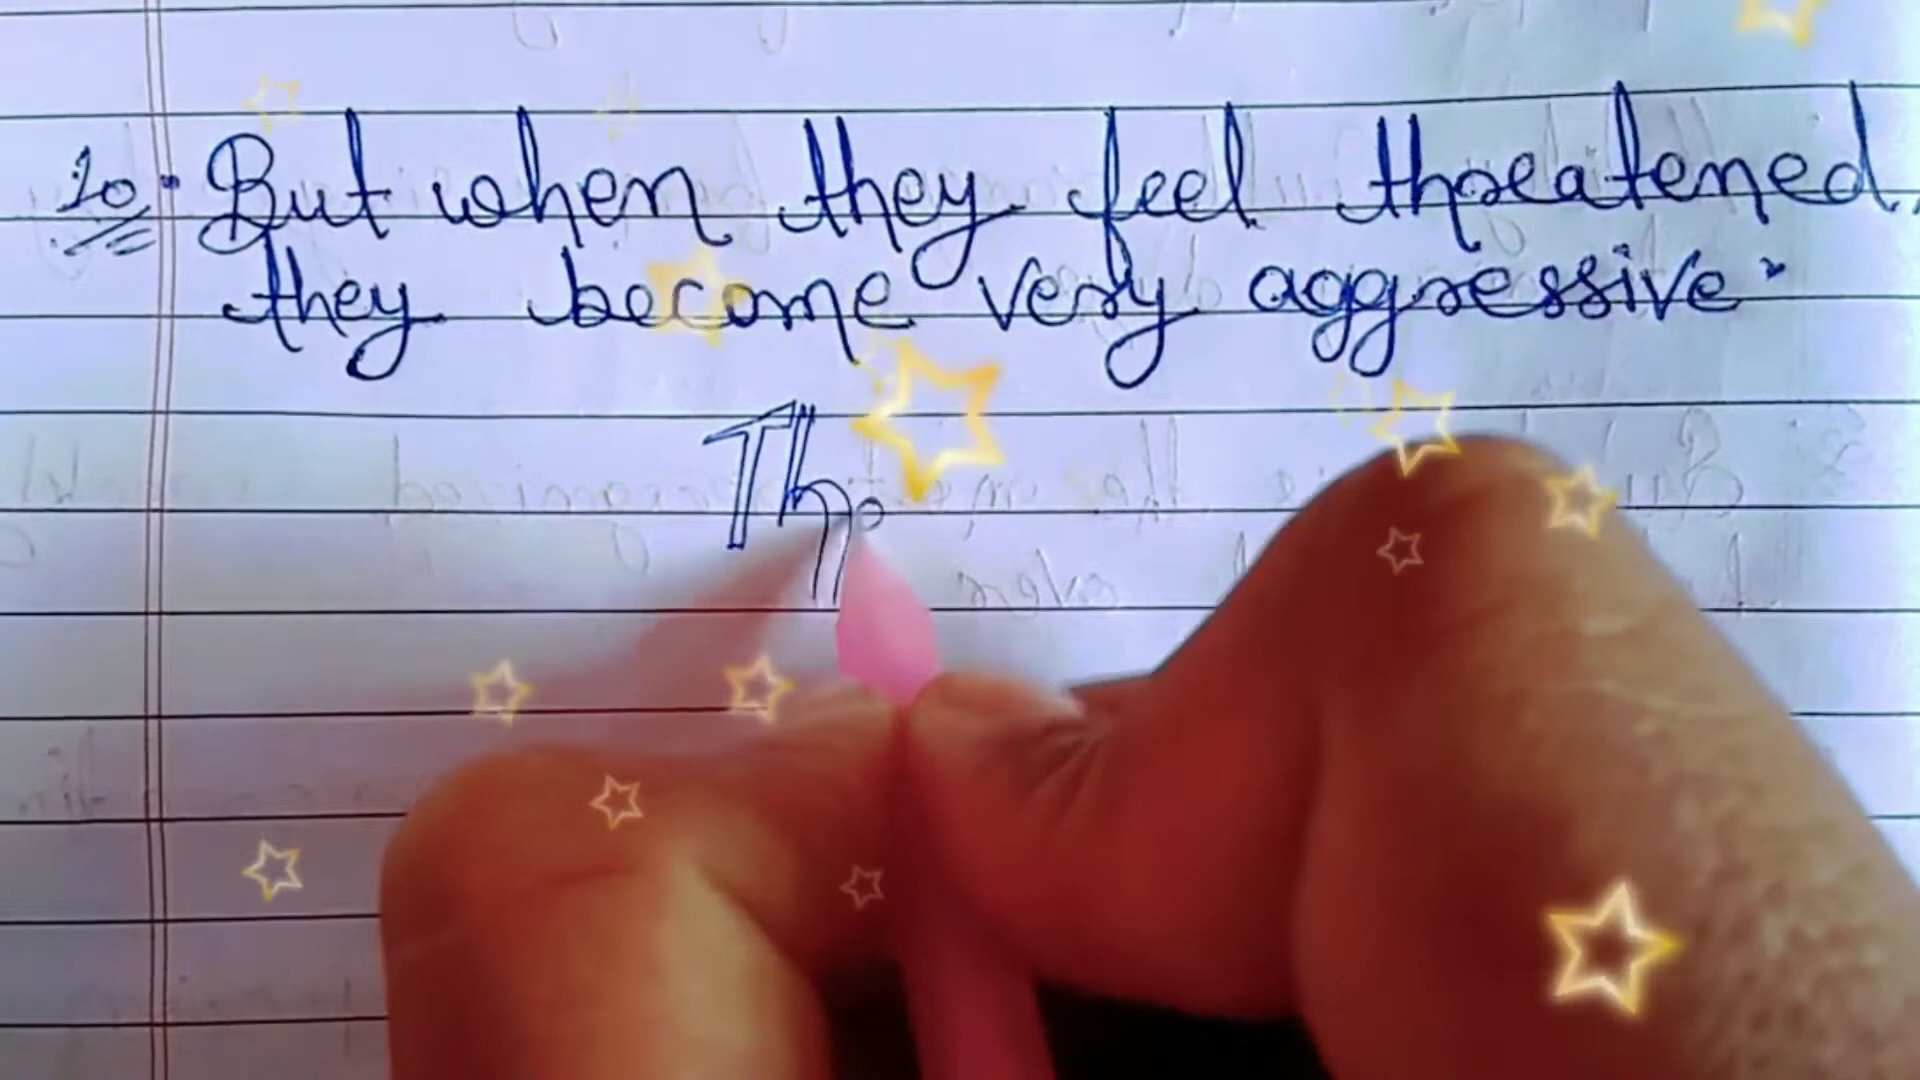 10. But when they feel threatened,
they become very aggressive.
Th